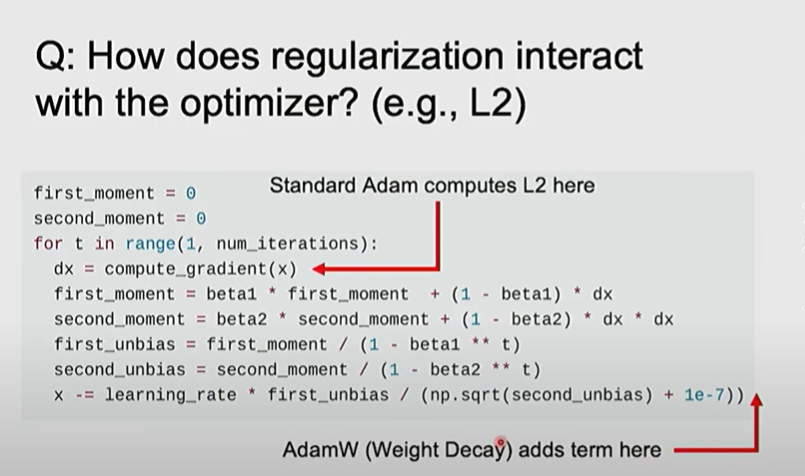 Q: How does regularization interact
with the optimizer? (e.g., L2)
Standard Adam computes L2 here
first_moment = 0
second_moment = 0
for t in range(1, num_iterations):
dx = compute_gradient(x)
first_moment = beta1 * first_moment + (1 - beta1) * dx
second_moment = beta2 * second_moment + (1 - beta2) * dx * dx
first_unbias = first_moment / (1 - beta1 ** t)
second_unbias = second_moment / (1 - beta2 ** t)
x -= learning_rate * first_unbias / (np.sqrt(second_unbias) + 1e-7))
AdamW (Weight Decay) adds term here